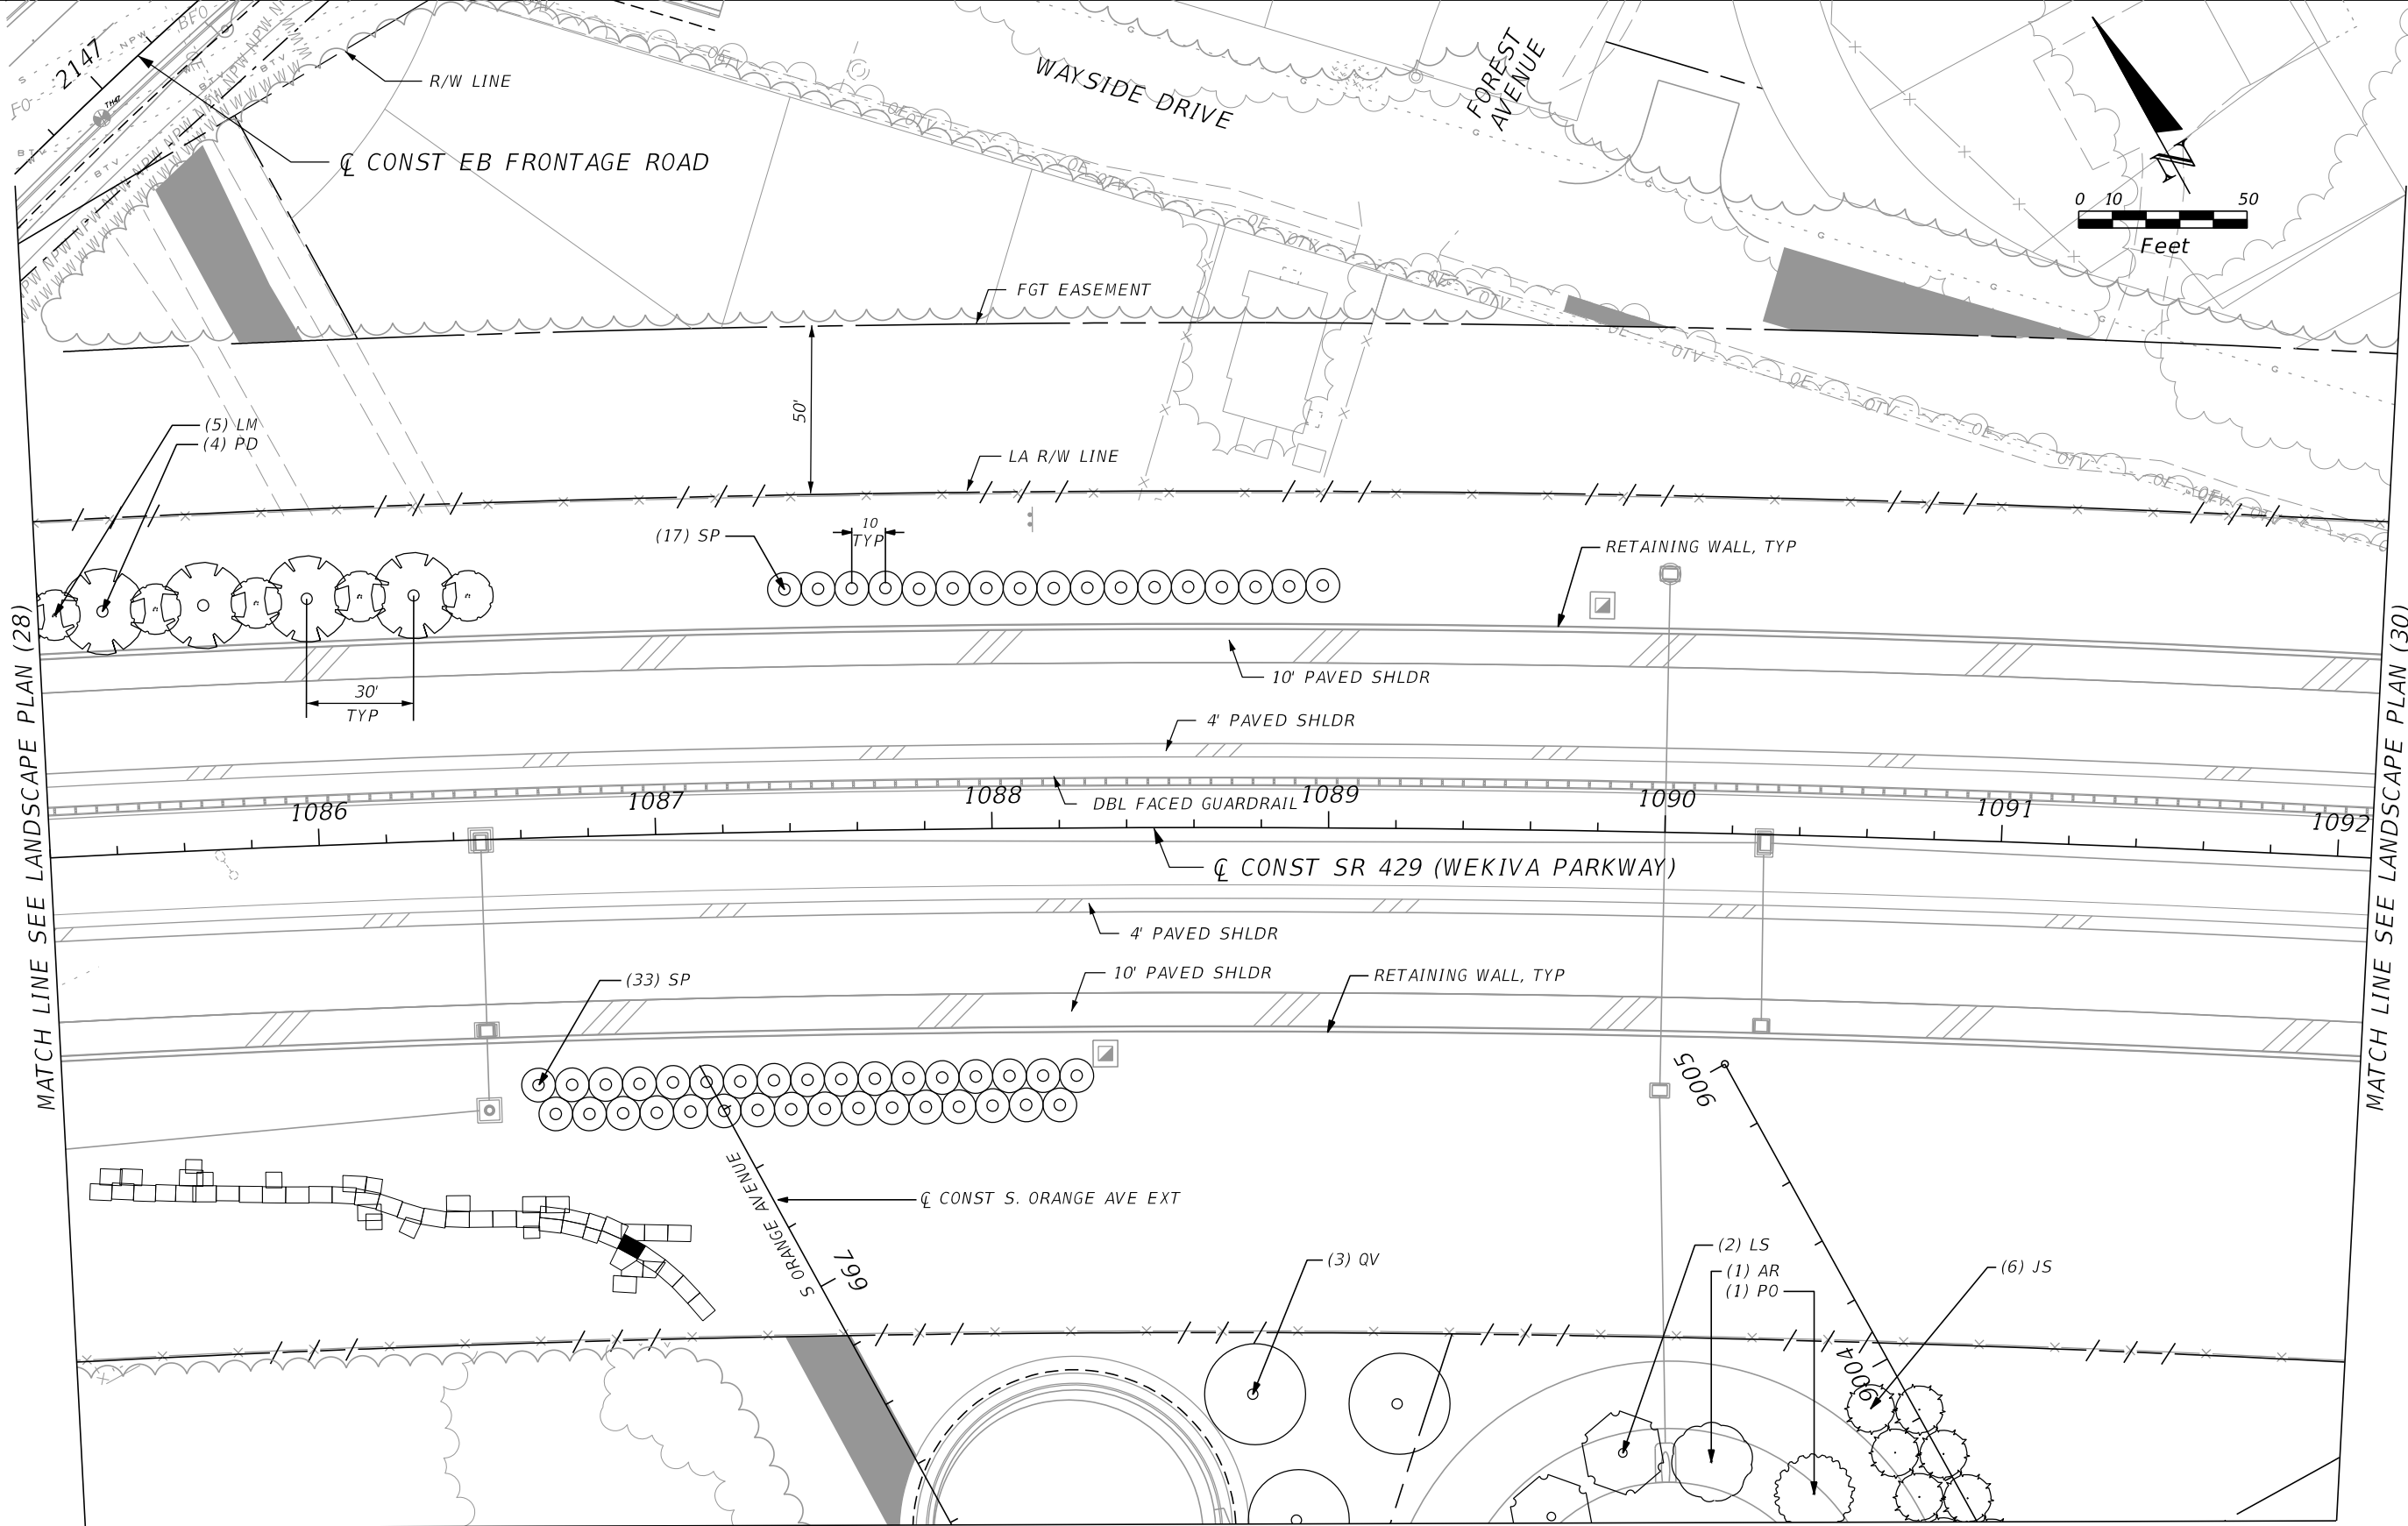 2147
BFO
NPW
R/W LINE
℄ CONST EB FRONTAGE ROAD
WAYSIDE DRIVE
FOREST
AVENUE
N
0 10 50
Feet
FGT EASEMENT
50'
(5) LM
(4) PD
LA R/W LINE
(17) SP
10
TYP
RETAINING WALL, TYP
10' PAVED SHLDR
30'
TYP
4' PAVED SHLDR
DBL FACED GUARDRAIL
1086
1087
1088
1089
1090
1091
1092
℄ CONST SR 429 (WEKIVA PARKWAY)
4' PAVED SHLDR
10' PAVED SHLDR
RETAINING WALL, TYP
(33) SP
MATCH LINE SEE LANDSCAPE PLAN (28)
MATCH LINE SEE LANDSCAPE PLAN (30)
9005
S ORANGE AVENUE
℄ CONST S. ORANGE AVE EXT
799
(3) QV
(2) LS
(1) AR
(1) PO
(6) JS
9004